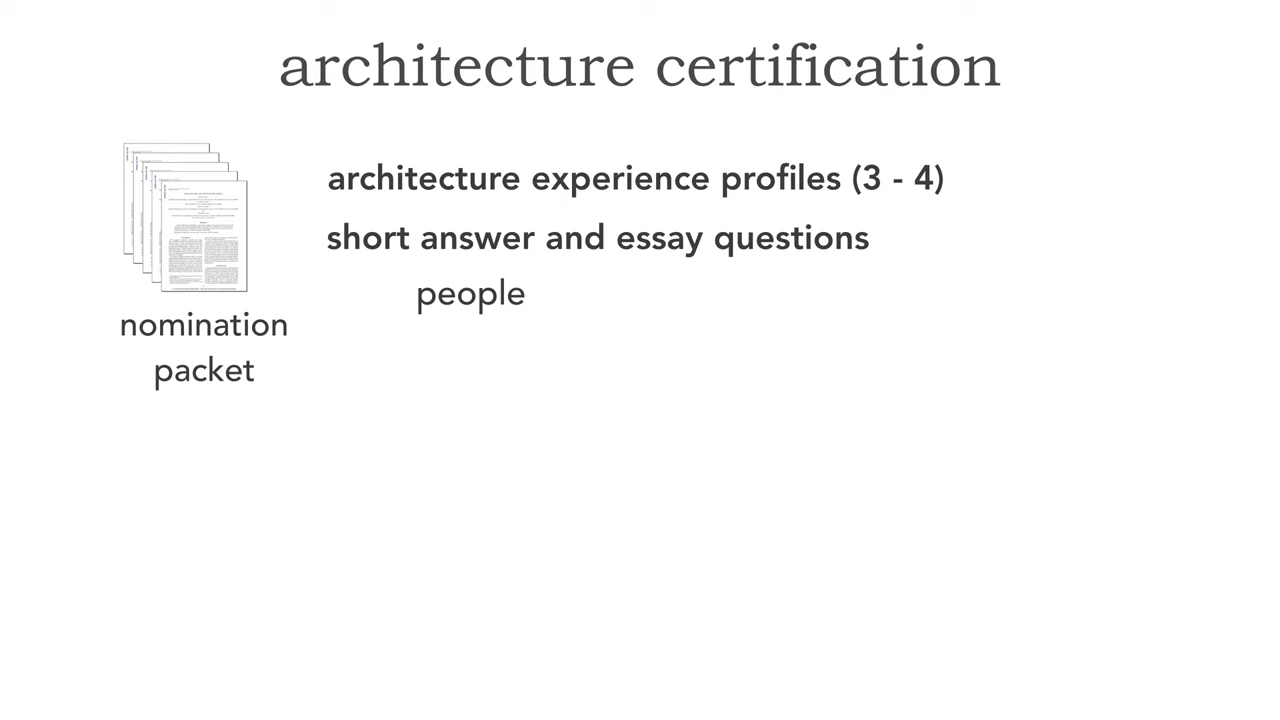 architecture certification
architecture experience profiles (3 - 4)
short answer and essay questions
people
nomination
packet